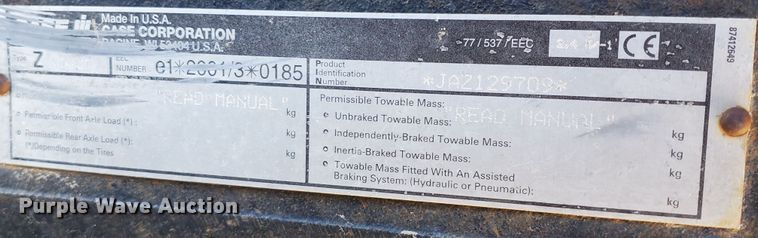 CASE IH Made In U.S.A.
CASE CORPORATION
RACINE, WI 53404 U.S.A.
77/537/EEC
CE
87412649
Type Z
EEC NUMBER e1*2001/3*0185
Product Identification Number *JAZ129709*
"READ MANUAL"
kg
Permissible Front Axle Load (*): kg
Permissible Rear Axle Load (*): kg
(*)Depending on the Tires
Permissible Towable Mass:
"READ MANUAL"
Unbraked Towable Mass: kg
Independently-Braked Towable Mass: kg
Inertia-Braked Towable Mass: kg
Towable Mass Fitted With An Assisted
Braking System: (Hydraulic or Pneumatic); kg
Purple Wave Auction